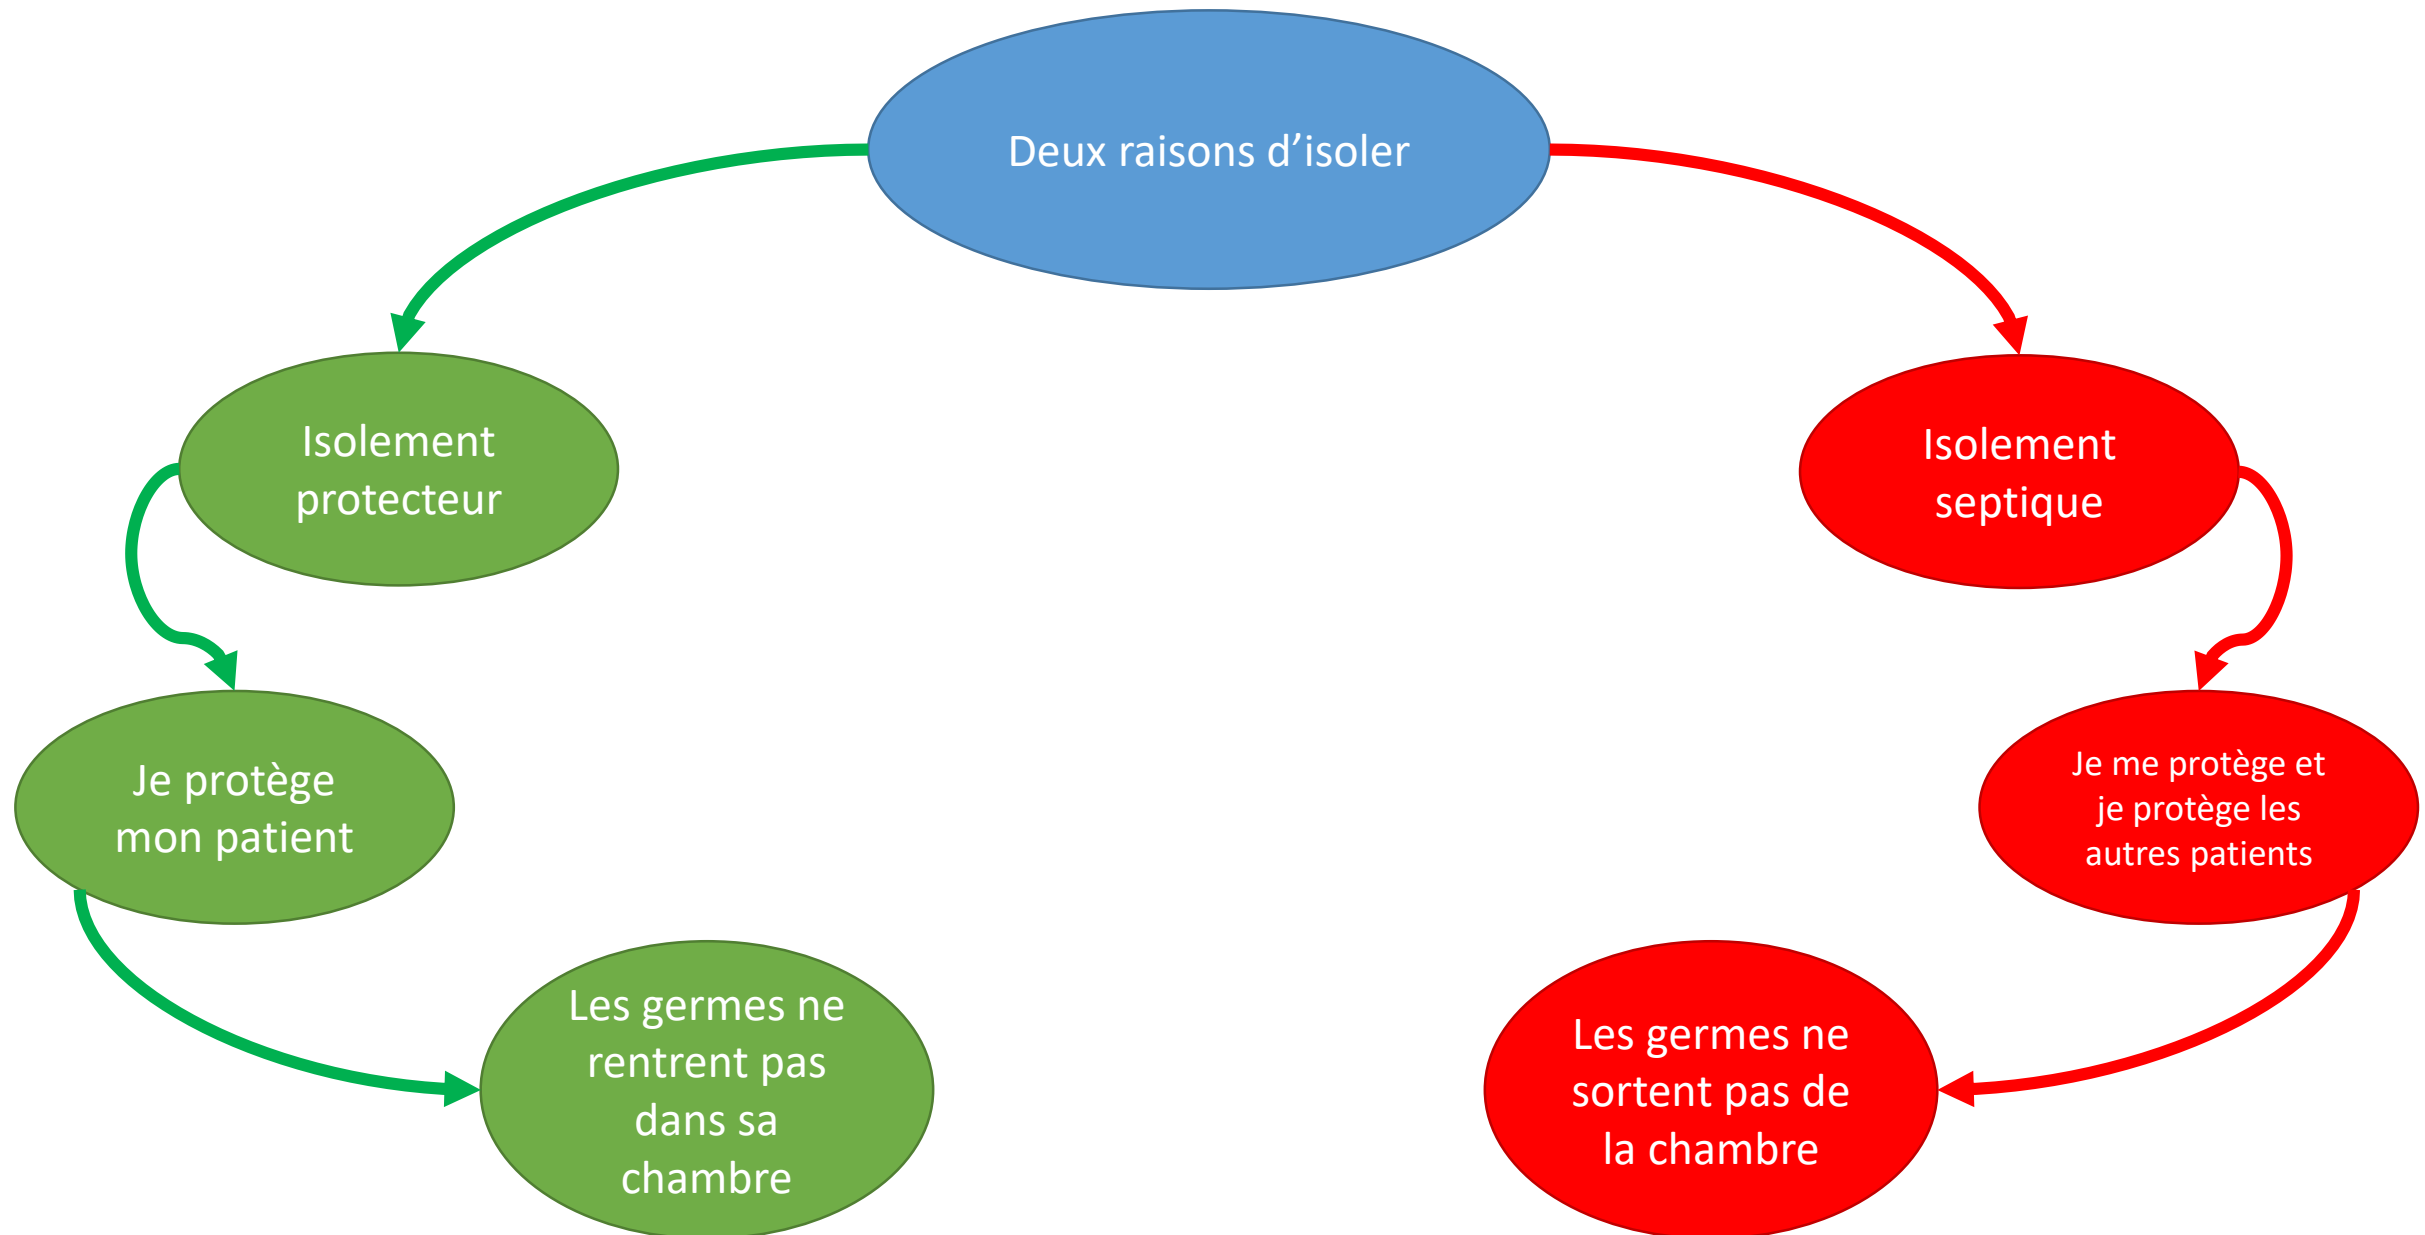 Deux raisons d’isoler
Isolement
protecteur
Je protège
mon patient
Les germes ne
rentrent pas
dans sa
chambre
Isolement
septique
Je me protège et
je protège les
autres patients
Les germes ne
sortent pas de
la chambre